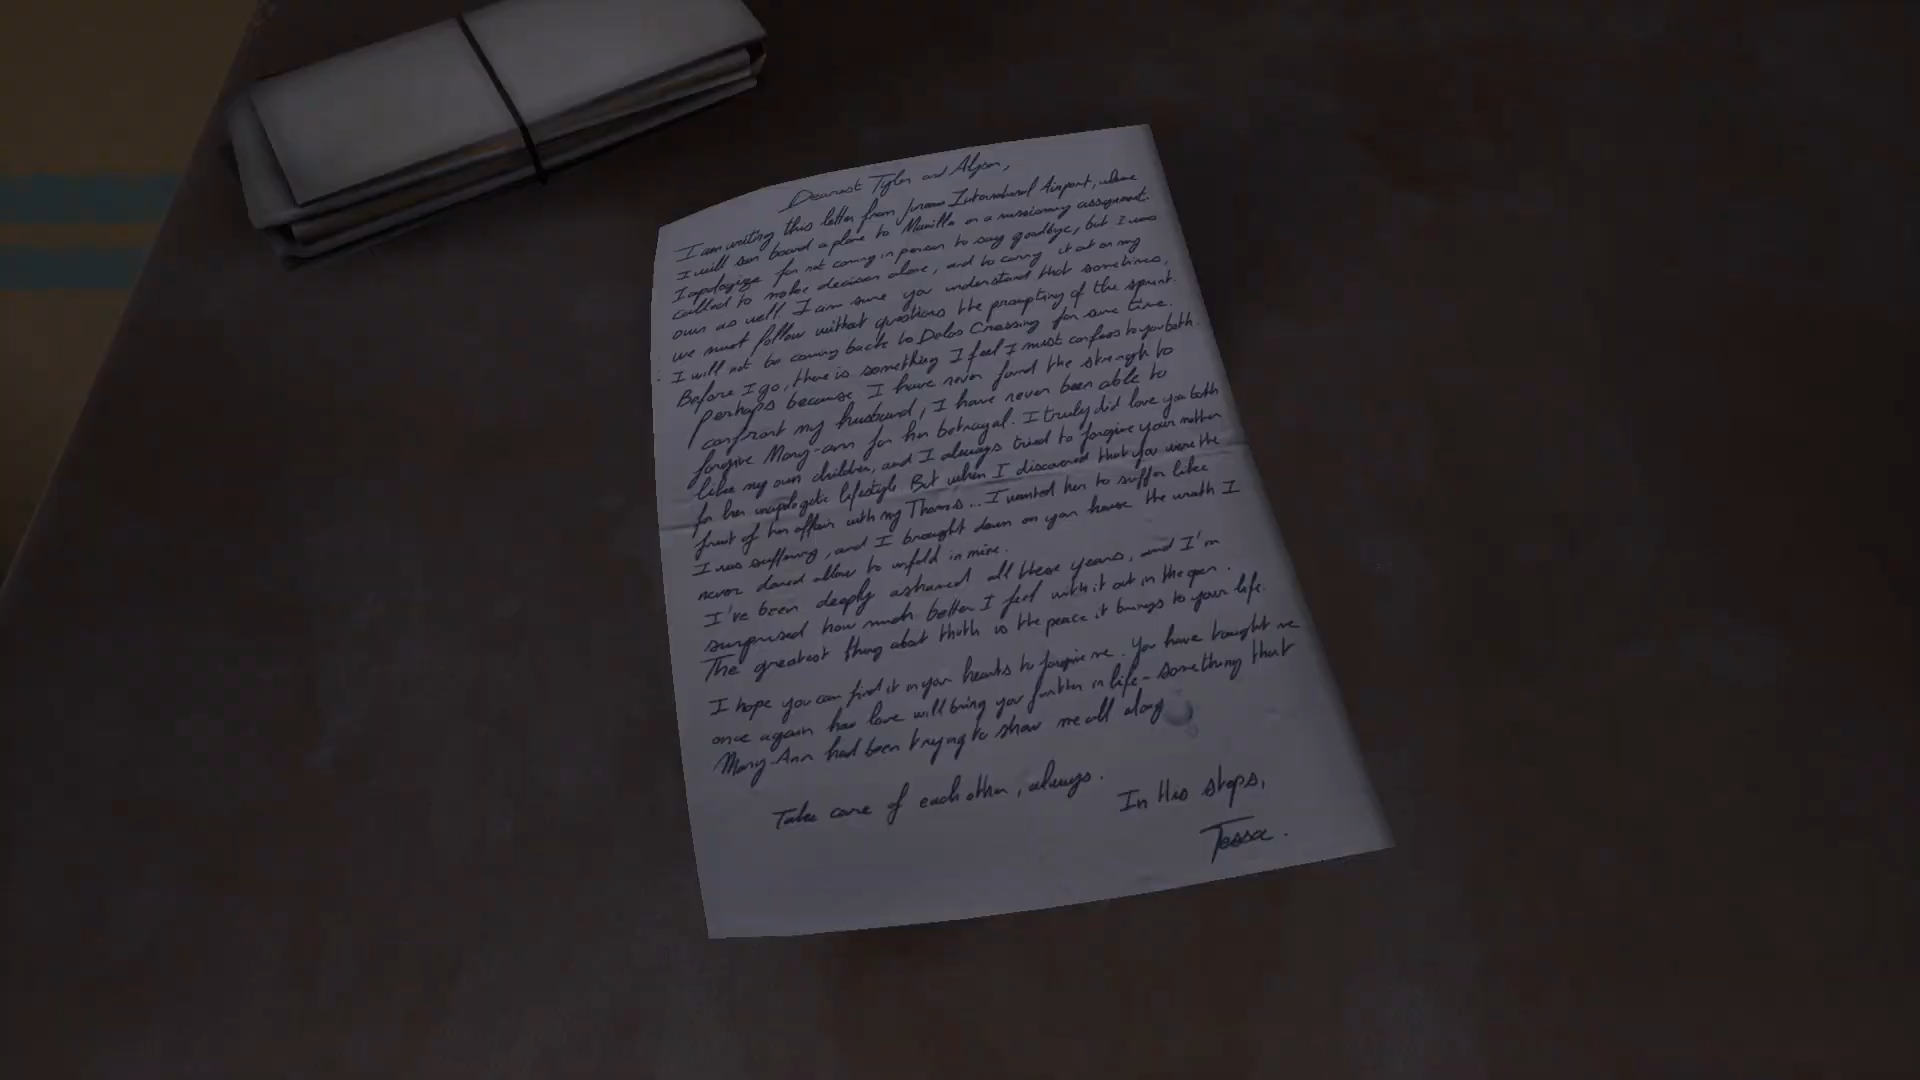 Dearest Tyler and Alyson,
I am writing this letter from Juneau International Airport, where
I will soon board a plane to Manilla on a missionary assignment.
I apologize for not coming in person to say goodbye, but I was
called to make decision alone, and to carry it out on my
own as well. I am sure you understand that sometimes,
we must follow without questions the prompting of the spirit.
I will not be coming back to Delos Crossing for some time.
Before I go, there is something I feel I must confess to you both.
perhaps because I have never found the strength to
confront my husband, I have never been able to
forgive Mary-ann for her betrayal. I truly did love you both
like my own children, and I always tried to forgive your mother
for her unapologetic lifestyle. But when I discovered that you were the
fruit of her affair with my Thomas... I wanted her to suffer like
I was suffering, and I brought down on your house the wrath I
never dared allow to unfold in mine.
I've been deeply ashamed all these years, and I'm
surprised how much better I feel with it out in the open.
The greatest thing about thuth is the peace it brings to your life.
I hope you can find it in your hearts to forgive me. You have taught me
once again how love will bring you further in life - something that
Mary-Ann had been trying to show me all along
Take care of each other, always.
In His steps,
Tessa.